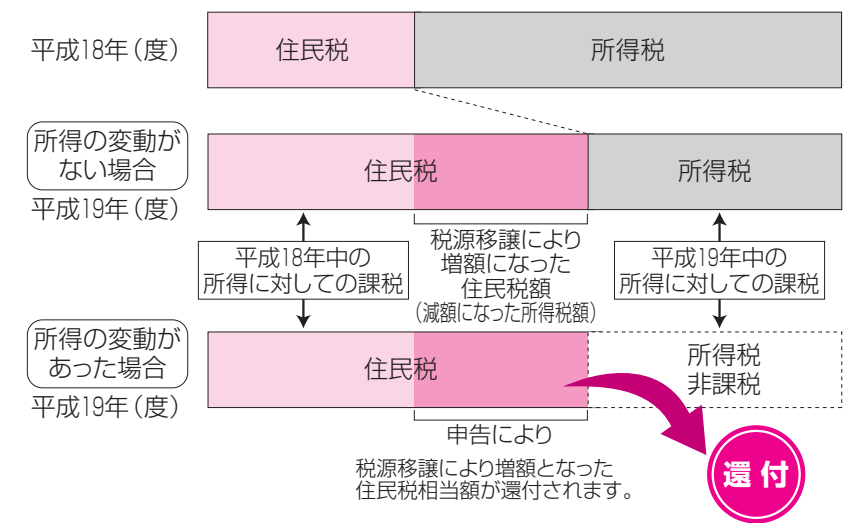 平成18年（度）
住民税
所得税
所得の変動が
ない場合
平成19年（度）
住民税
所得税
平成18年中の
所得に対しての課税
税源移譲により
増額になった
住民税額
（減額になった所得税額）
平成19年中の
所得に対しての課税
所得の変動が
あった場合
平成19年（度）
住民税
所得税
非課税
申告により
税源移譲により増額となった
住民税相当額が還付されます。
還付